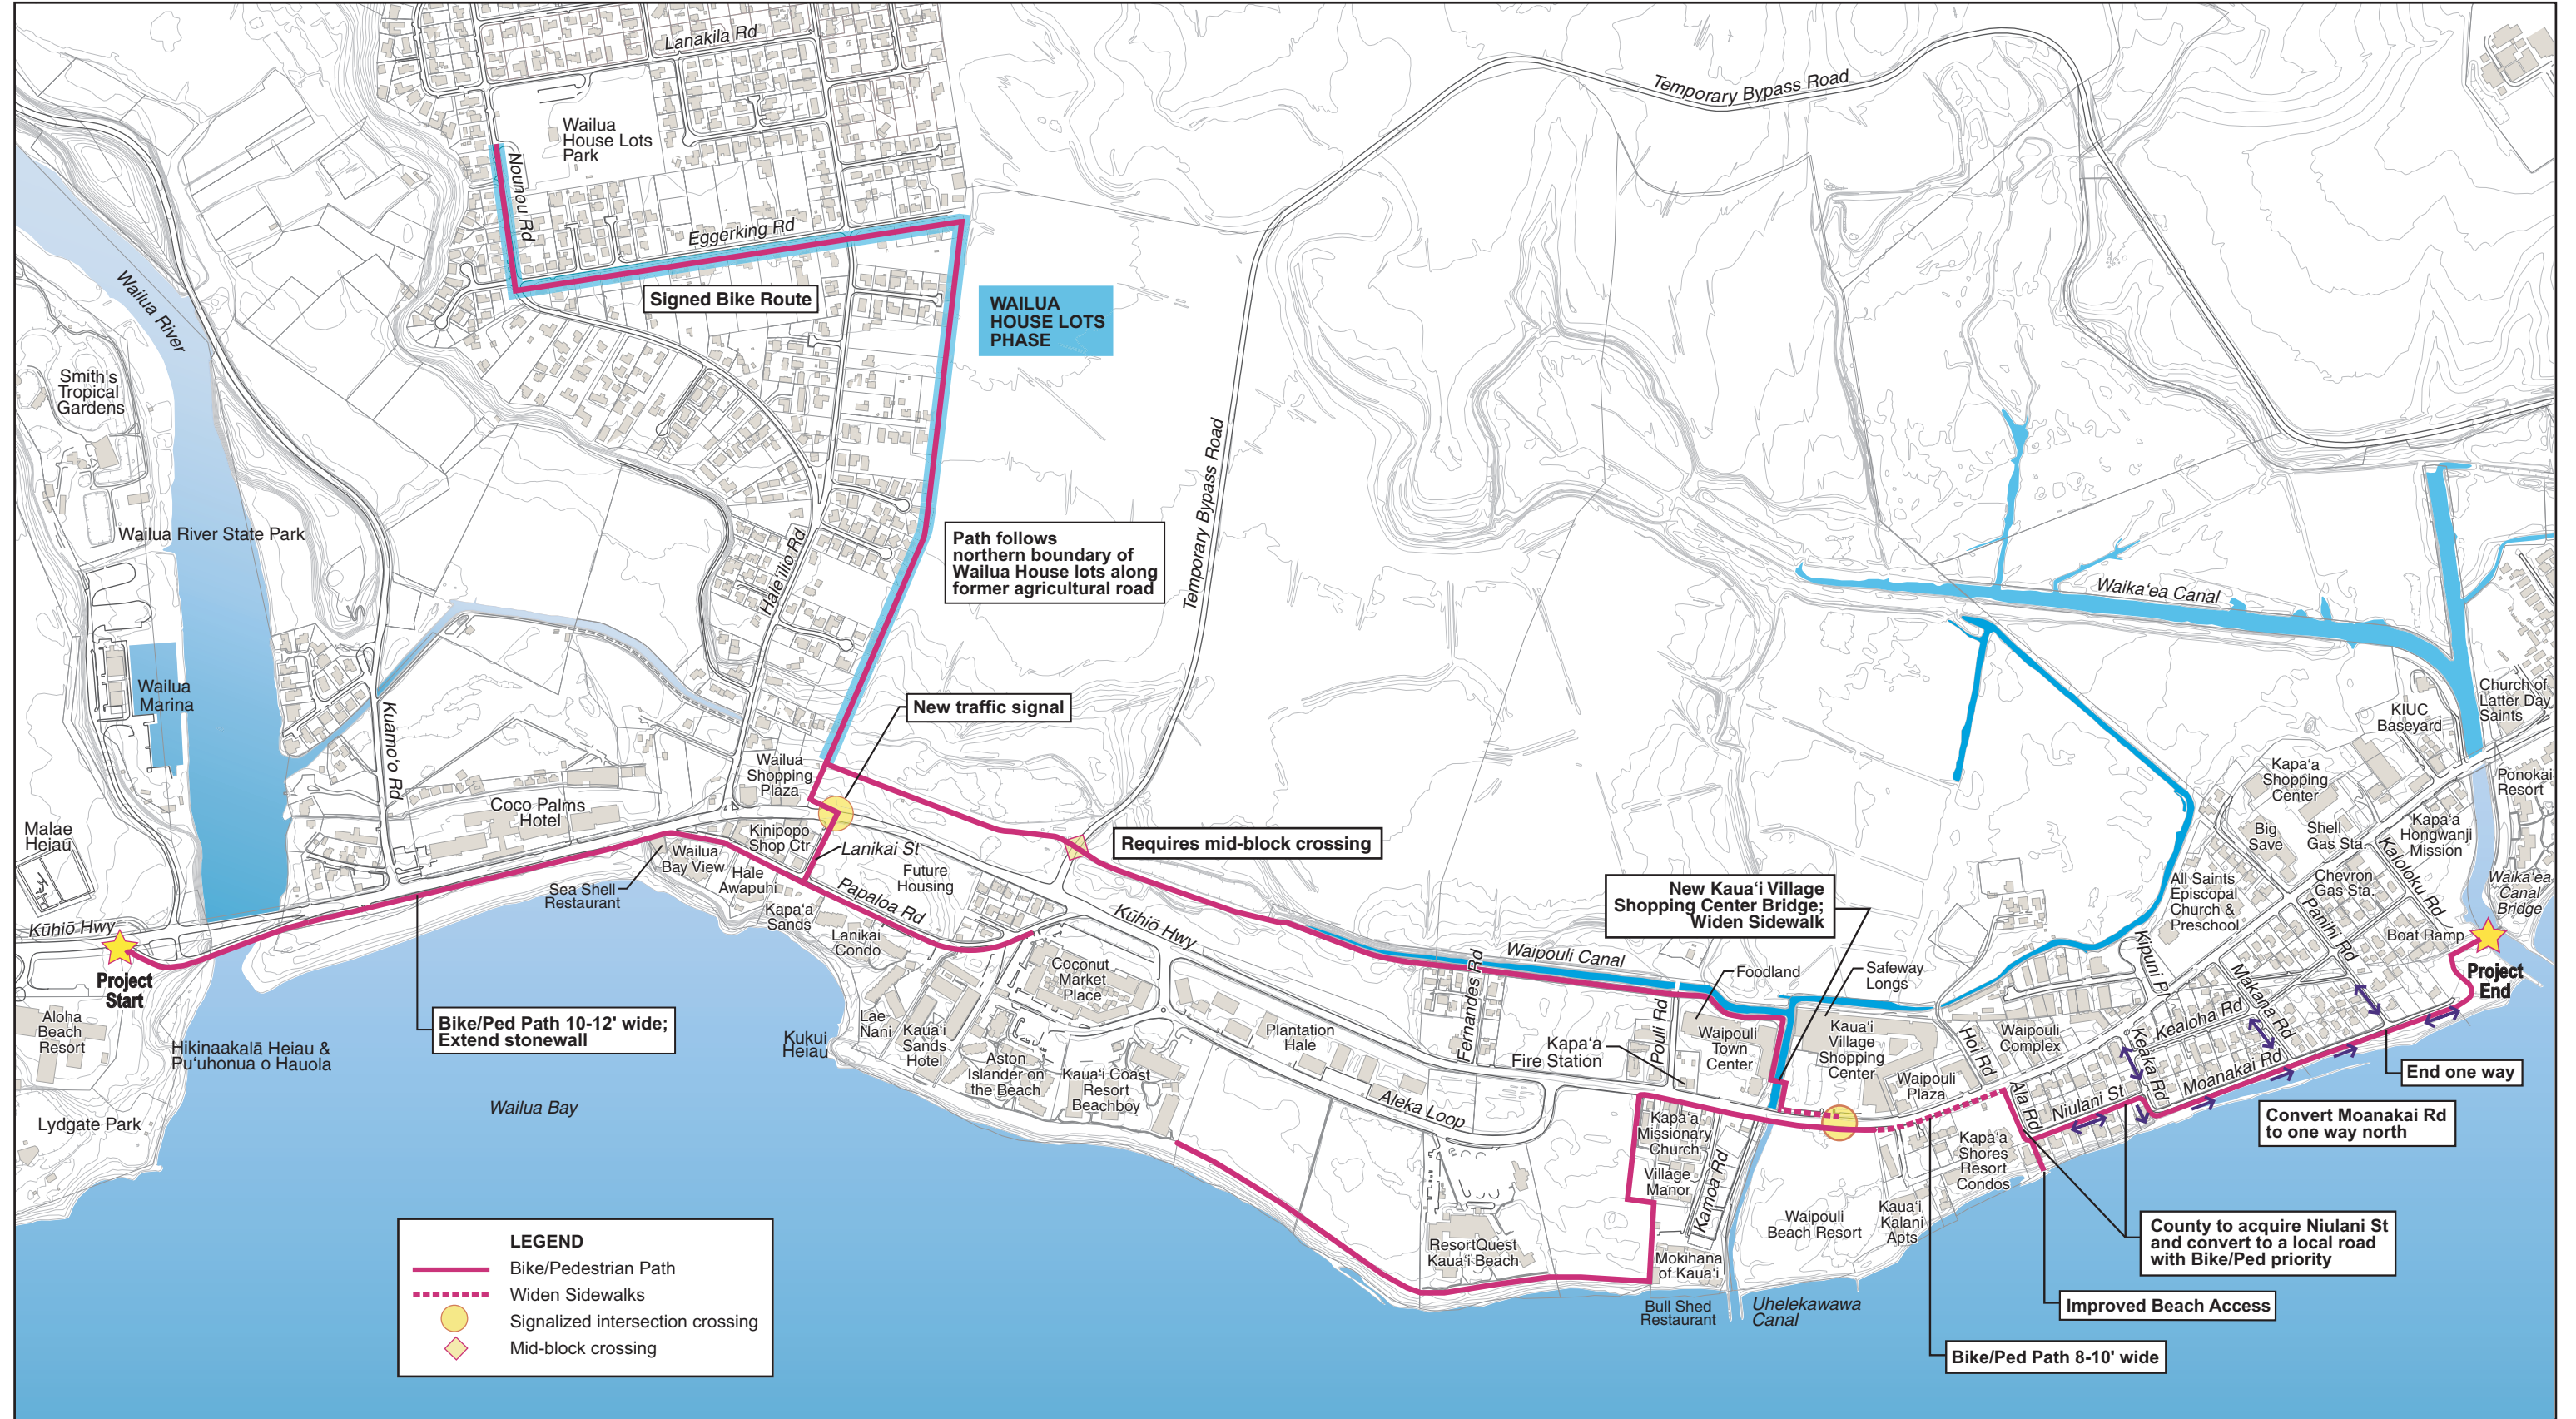 Lanakila Rd
Temporary Bypass Road
Wailua
House Lots
Park
Nounou Rd
Eggerking Rd
Signed Bike Route
WAILUA
HOUSE LOTS
PHASE
Wailua River
Smith's
Tropical
Gardens
Temporary Bypass Road
Wailua River State Park
Hale‘ilio Rd
Path follows
northern boundary of
Wailua House lots along
former agricultural road
Waika‘ea Canal
Wailua
Marina
Kuamo‘o Rd
New traffic signal
Church of
Latter Day
Saints
KIUC
Baseyard
Wailua
Shopping
Plaza
Kapa‘a
Shopping
Center
Ponokai
Resort
Coco Palms
Hotel
Malae
Heiau
Kinipopo
Shop Ctr
Lanikai St
Requires mid-block crossing
Big
Save
Shell
Gas Sta.
Kapa‘a
Hongwanji
Mission
Kaloku Rd
Wailua
Bay View
Hale
Awapuhi
Future
Housing
Sea Shell
Restaurant
Papaloa Rd
New Kaua‘i Village
Shopping Center Bridge;
Widen Sidewalk
All Saints
Episcopal
Church &
Preschool
Chevron
Gas Sta.
Waika‘ea
Canal
Bridge
Kapa‘a
Sands
Kūhiō Hwy
Kūhiō Hwy
Lanikai
Condo
Panihi Rd
Boat Ramp
Project
Start
Coconut
Market
Place
Waipouli Canal
Fernandes Rd
Foodland
Safeway
Longs
Kipuni Pl
Makana Rd
Project
End
Aloha
Beach
Resort
Bike/Ped Path 10-12' wide;
Extend stonewall
Hikinaakalā Heiau &
Pu‘uhonua o Hauola
Kukui
Heiau
Lae
Nani
Kaua‘i
Sands
Hotel
Aston
Islander on
the Beach
Kaua‘i Coast
Resort
Beachboy
Plantation
Hale
Kapa‘a
Fire Station
Pouli Rd
Waipouli
Town
Center
Kaua‘i
Village
Shopping
Center
Hoi Rd
Waipouli
Complex
Kealoha Rd
Keaka Rd
Moanakai Rd
End one way
Waipouli
Plaza
Ala Rd
Niulani St
Wailua Bay
Lydgate Park
Aleka Loop
Kapa‘a
Missionary
Church
Village
Manor
Kamoa Rd
Kapa‘a
Shores
Resort
Condos
Convert Moanakai Rd
to one way north
Waipouli
Beach Resort
Kaua‘i
Kalani
Apts
County to acquire Niulani St
and convert to a local road
with Bike/Ped priority
ResortQuest
Kaua‘i Beach
Mokihana
of Kaua‘i
Bull Shed
Restaurant
Uhelekawawa
Canal
Improved Beach Access
Bike/Ped Path 8-10' wide
LEGEND
Bike/Pedestrian Path
Widen Sidewalks
Signalized intersection crossing
Mid-block crossing